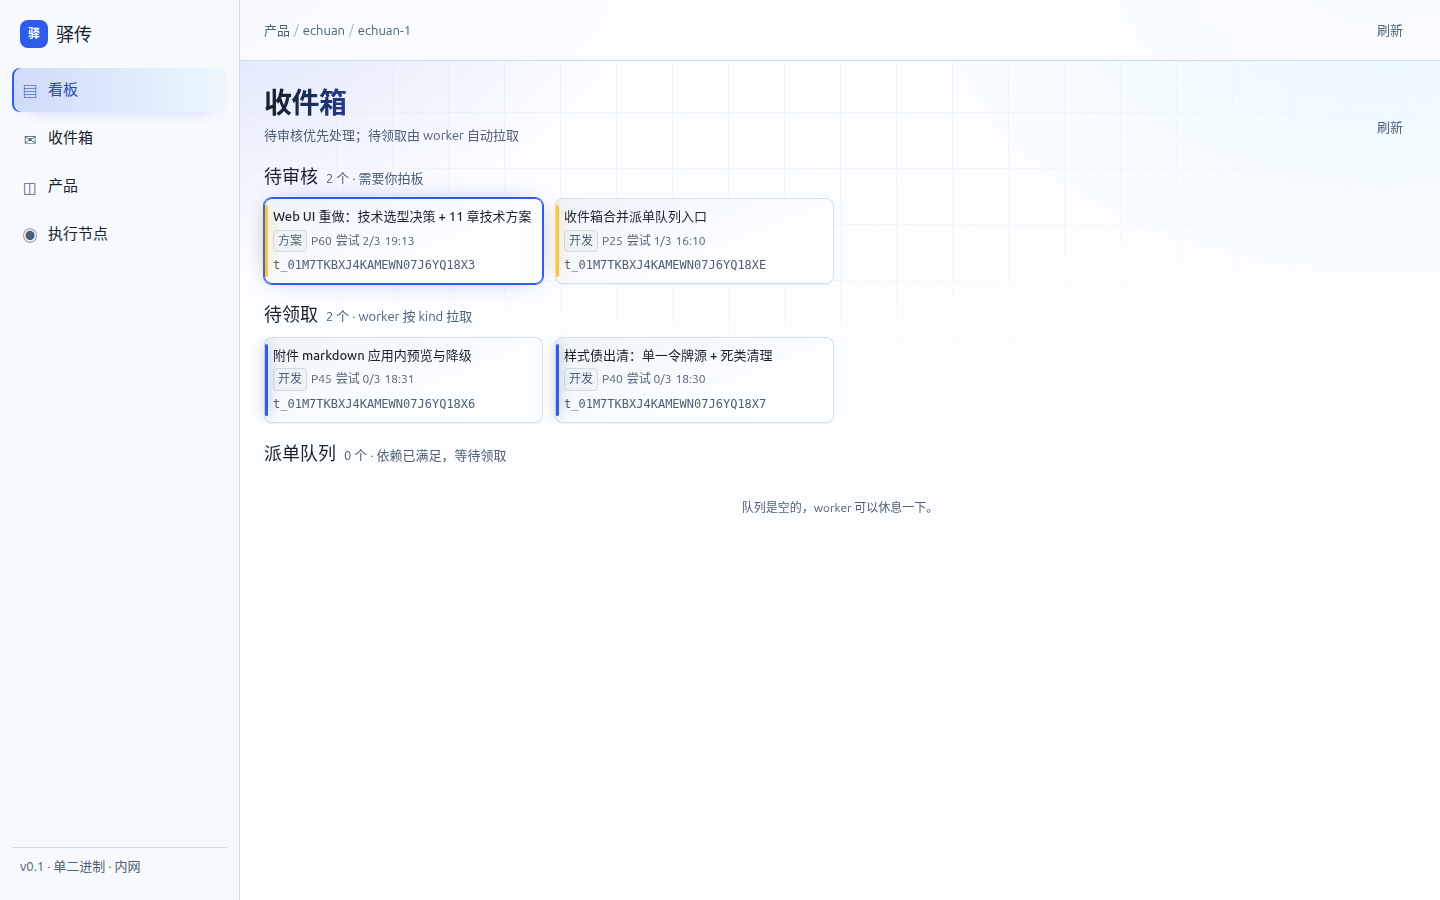 驿 驿传
看板
收件箱
产品
执行节点
v0.1 · 单二进制 · 内网
产品 / echuan / echuan-1
刷新
收件箱
待审核优先处理；待领取由 worker 自动拉取
刷新
待审核 2 个 · 需要你拍板
Web UI 重做：技术选型决策 + 11 章技术方案
方案 P60 尝试 2/3 19:13
t_01M7TKBXJ4KAMEWN07J6YQ18X3
收件箱合并派单队列入口
开发 P25 尝试 1/3 16:10
t_01M7TKBXJ4KAMEWN07J6YQ18XE
待领取 2 个 · worker 按 kind 拉取
附件 markdown 应用内预览与降级
开发 P45 尝试 0/3 18:31
t_01M7TKBXJ4KAMEWN07J6YQ18X6
样式债出清：单一令牌源 + 死类清理
开发 P40 尝试 0/3 18:30
t_01M7TKBXJ4KAMEWN07J6YQ18X7
派单队列 0 个 · 依赖已满足，等待领取
队列是空的，worker 可以休息一下。